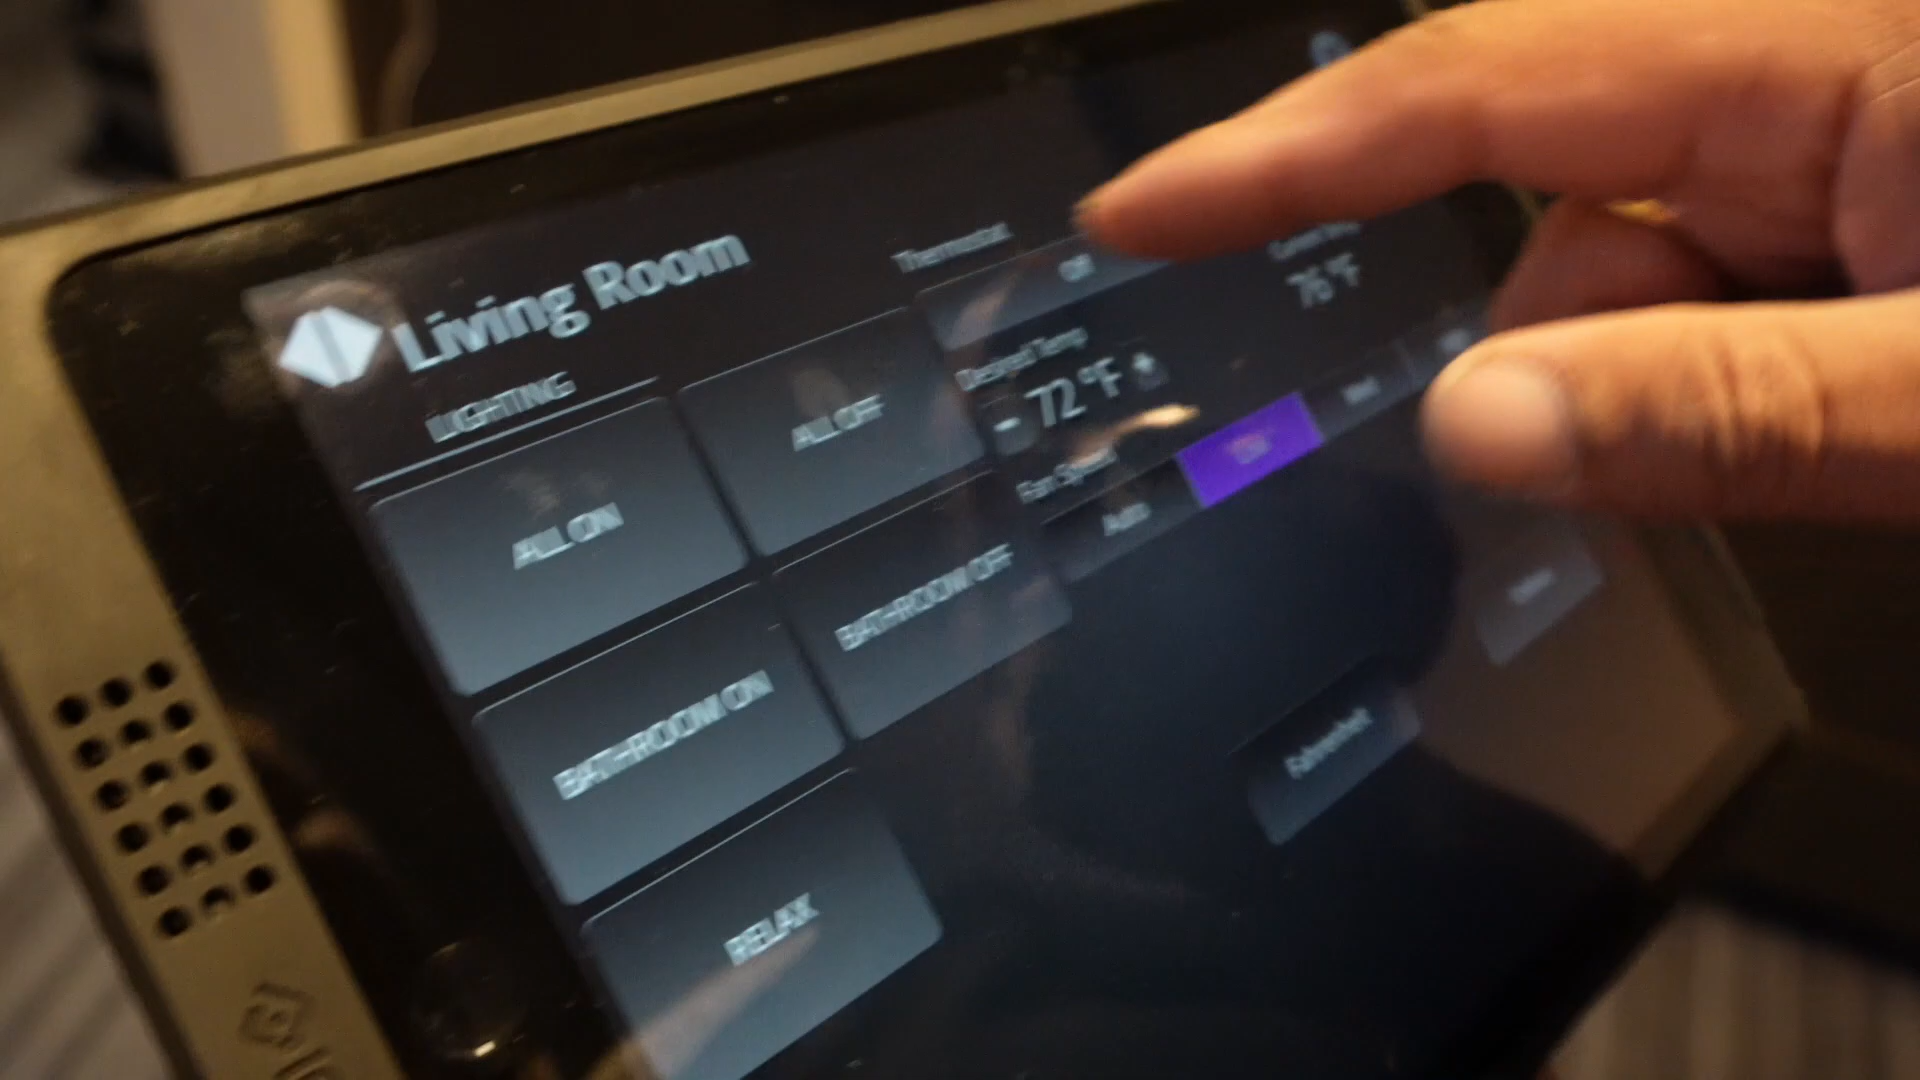 Living Room
LIGHTING
ALL ON
ALL OFF
BATHROOM ON
BATHROOM OFF
RELAX
Thermostat
Off
76 °F
Desired Temp
- 72 °F +
Fan Speed
Auto
Fahrenheit